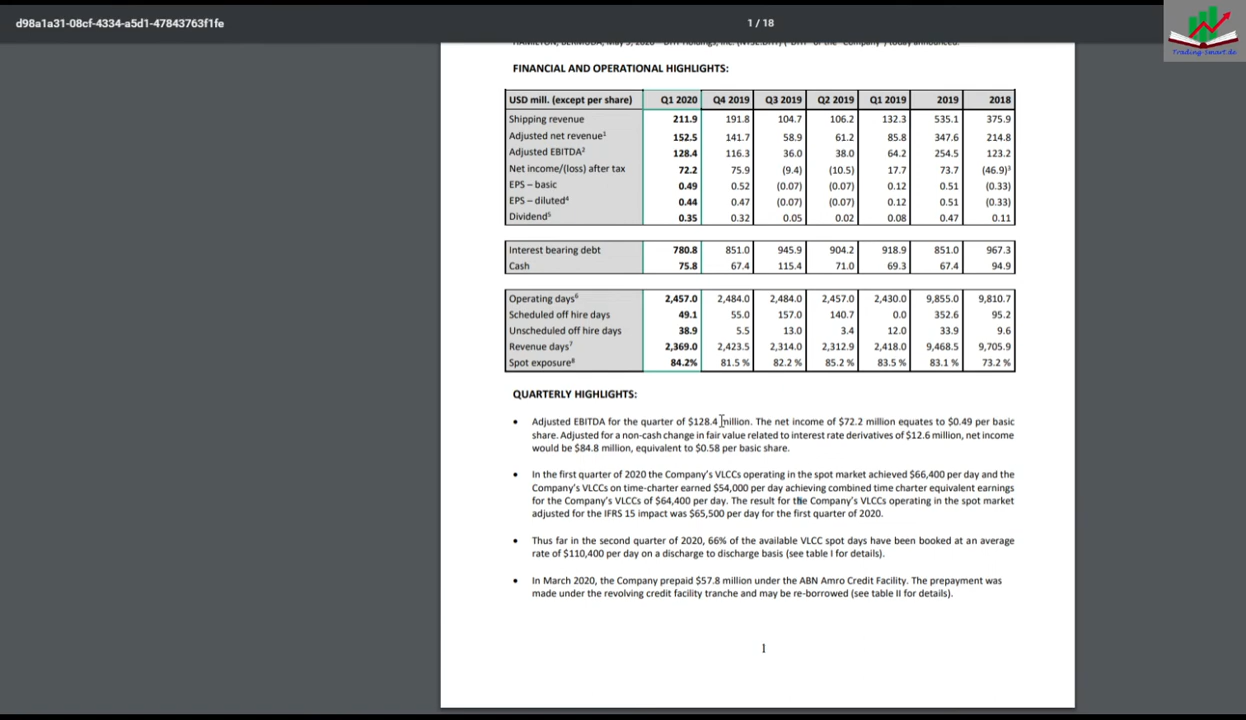 d98a1a31-08cf-4334-a5d1-47843763f1fe
1 / 18
Trading-Smart.de
FINANCIAL AND OPERATIONAL HIGHLIGHTS:
USD mill. (except per share) Q1 2020 Q4 2019 Q3 2019 Q2 2019 Q1 2019 2019 2018
Shipping revenue 211.9 191.8 104.7 106.2 132.3 535.1 375.9
Adjusted net revenue¹ 152.5 141.7 58.9 61.2 85.8 347.6 214.8
Adjusted EBITDA² 128.4 116.3 36.0 38.0 64.2 254.5 123.2
Net income/(loss) after tax 72.2 75.9 (9.4) (10.5) 17.7 73.7 (46.9)³
EPS – basic 0.49 0.52 (0.07) (0.07) 0.12 0.51 (0.33)
EPS – diluted⁴ 0.44 0.47 (0.07) (0.07) 0.12 0.51 (0.33)
Dividend⁵ 0.35 0.32 0.05 0.02 0.08 0.47 0.11
Interest bearing debt 780.8 851.0 945.9 904.2 918.9 851.0 967.3
Cash 75.8 67.4 115.4 71.0 69.3 67.4 94.9
Operating days⁶ 2,457.0 2,484.0 2,484.0 2,457.0 2,430.0 9,855.0 9,810.7
Scheduled off hire days 49.1 55.0 157.0 140.7 0.0 352.6 95.2
Unscheduled off hire days 38.9 5.5 13.0 3.4 12.0 33.9 9.6
Revenue days⁷ 2,369.0 2,423.5 2,314.0 2,312.9 2,418.0 9,468.5 9,705.9
Spot exposure⁸ 84.2% 81.5 % 82.2 % 85.2 % 83.5 % 83.1 % 73.2 %
QUARTERLY HIGHLIGHTS:
• Adjusted EBITDA for the quarter of $128.4 million. The net income of $72.2 million equates to $0.49 per basic
share. Adjusted for a non-cash change in fair value related to interest rate derivatives of $12.6 million, net income
would be $84.8 million, equivalent to $0.58 per basic share.
• In the first quarter of 2020 the Company's VLCCs operating in the spot market achieved $66,400 per day and the
Company's VLCCs on time-charter earned $54,000 per day achieving combined time charter equivalent earnings
for the Company's VLCCs of $64,400 per day. The result for the Company's VLCCs operating in the spot market
adjusted for the IFRS 15 impact was $65,500 per day for the first quarter of 2020.
• Thus far in the second quarter of 2020, 66% of the available VLCC spot days have been booked at an average
rate of $110,400 per day on a discharge to discharge basis (see table I for details).
• In March 2020, the Company prepaid $57.8 million under the ABN Amro Credit Facility. The prepayment was
made under the revolving credit facility tranche and may be re-borrowed (see table II for details).
1